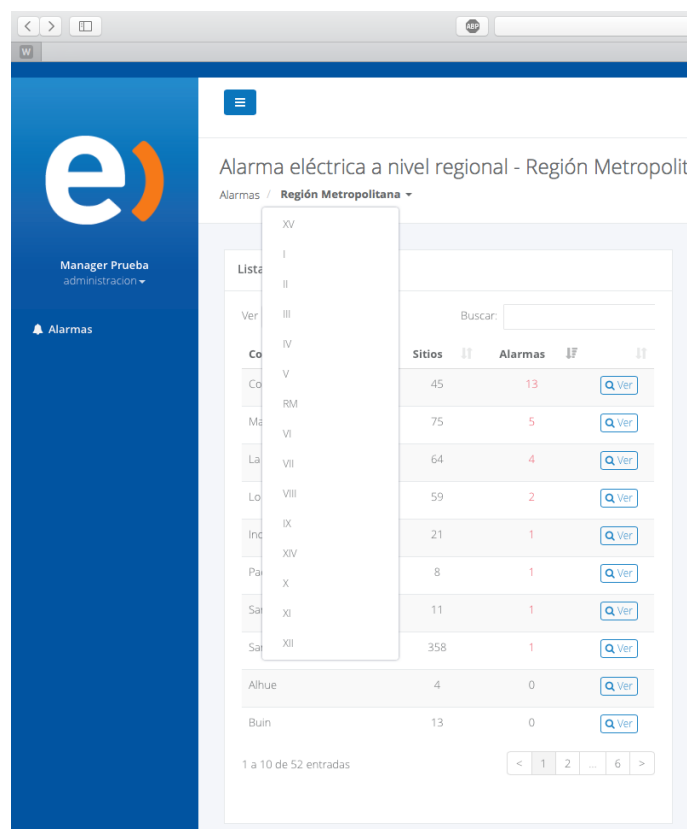 ABP
W
e)
Alarma eléctrica a nivel regional - Región Metropolit
Alarmas / Región Metropolitana
Manager Prueba
administracion
Alarmas
XV
I
II
III
IV
V
RM
VI
VII
VIII
IX
XIV
X
XI
XII
Lista
Ver
Buscar:
Co Sitios Alarmas
Co 45 13 Ver
Ma 75 5 Ver
La 64 4 Ver
Lo 59 2 Ver
Ind 21 1 Ver
Pa 8 1 Ver
Sa 11 1 Ver
Sa 358 1 Ver
Alhue 4 0 Ver
Buin 13 0 Ver
1 a 10 de 52 entradas
< 1 2 ... 6 >